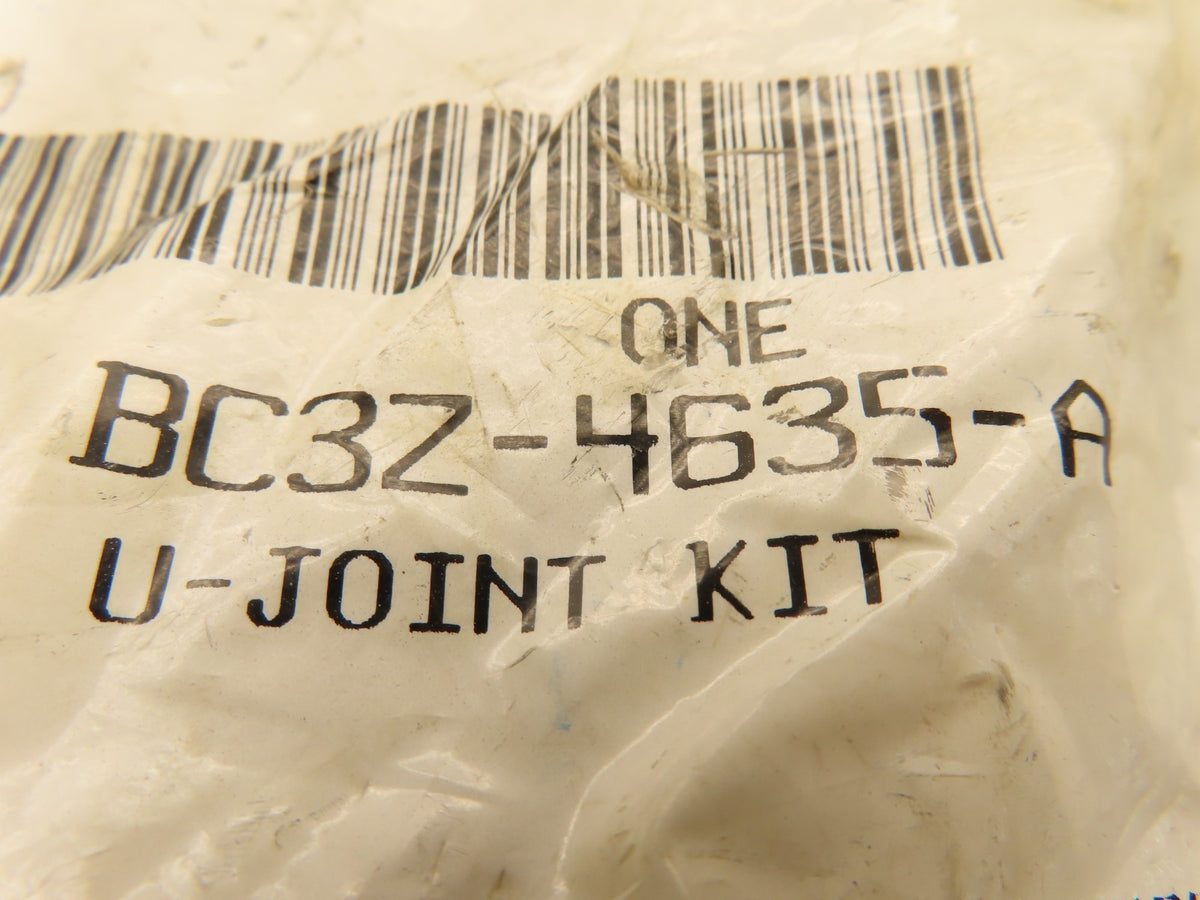 ONE
BC3Z-4635-A
U-JOINT KIT